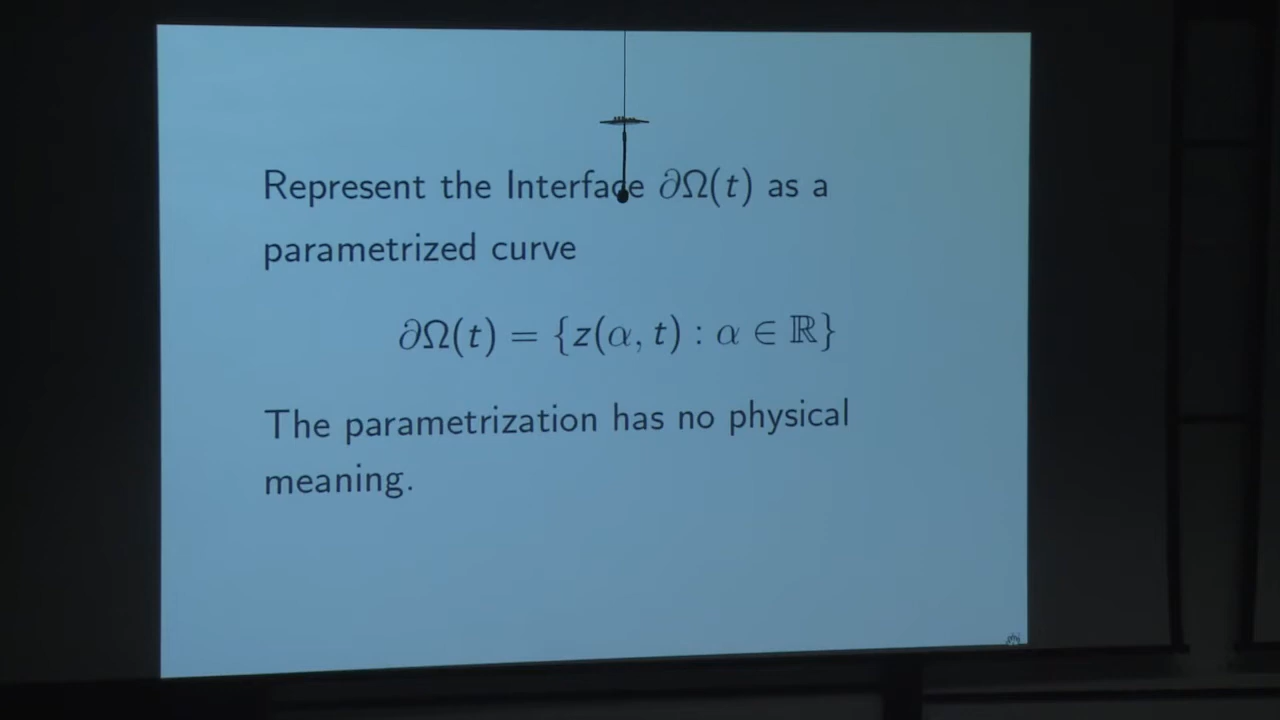 Represent the Interface ∂Ω(t) as a
parametrized curve
∂Ω(t) = {z(α, t) : α ∈ ℝ}
The parametrization has no physical
meaning.